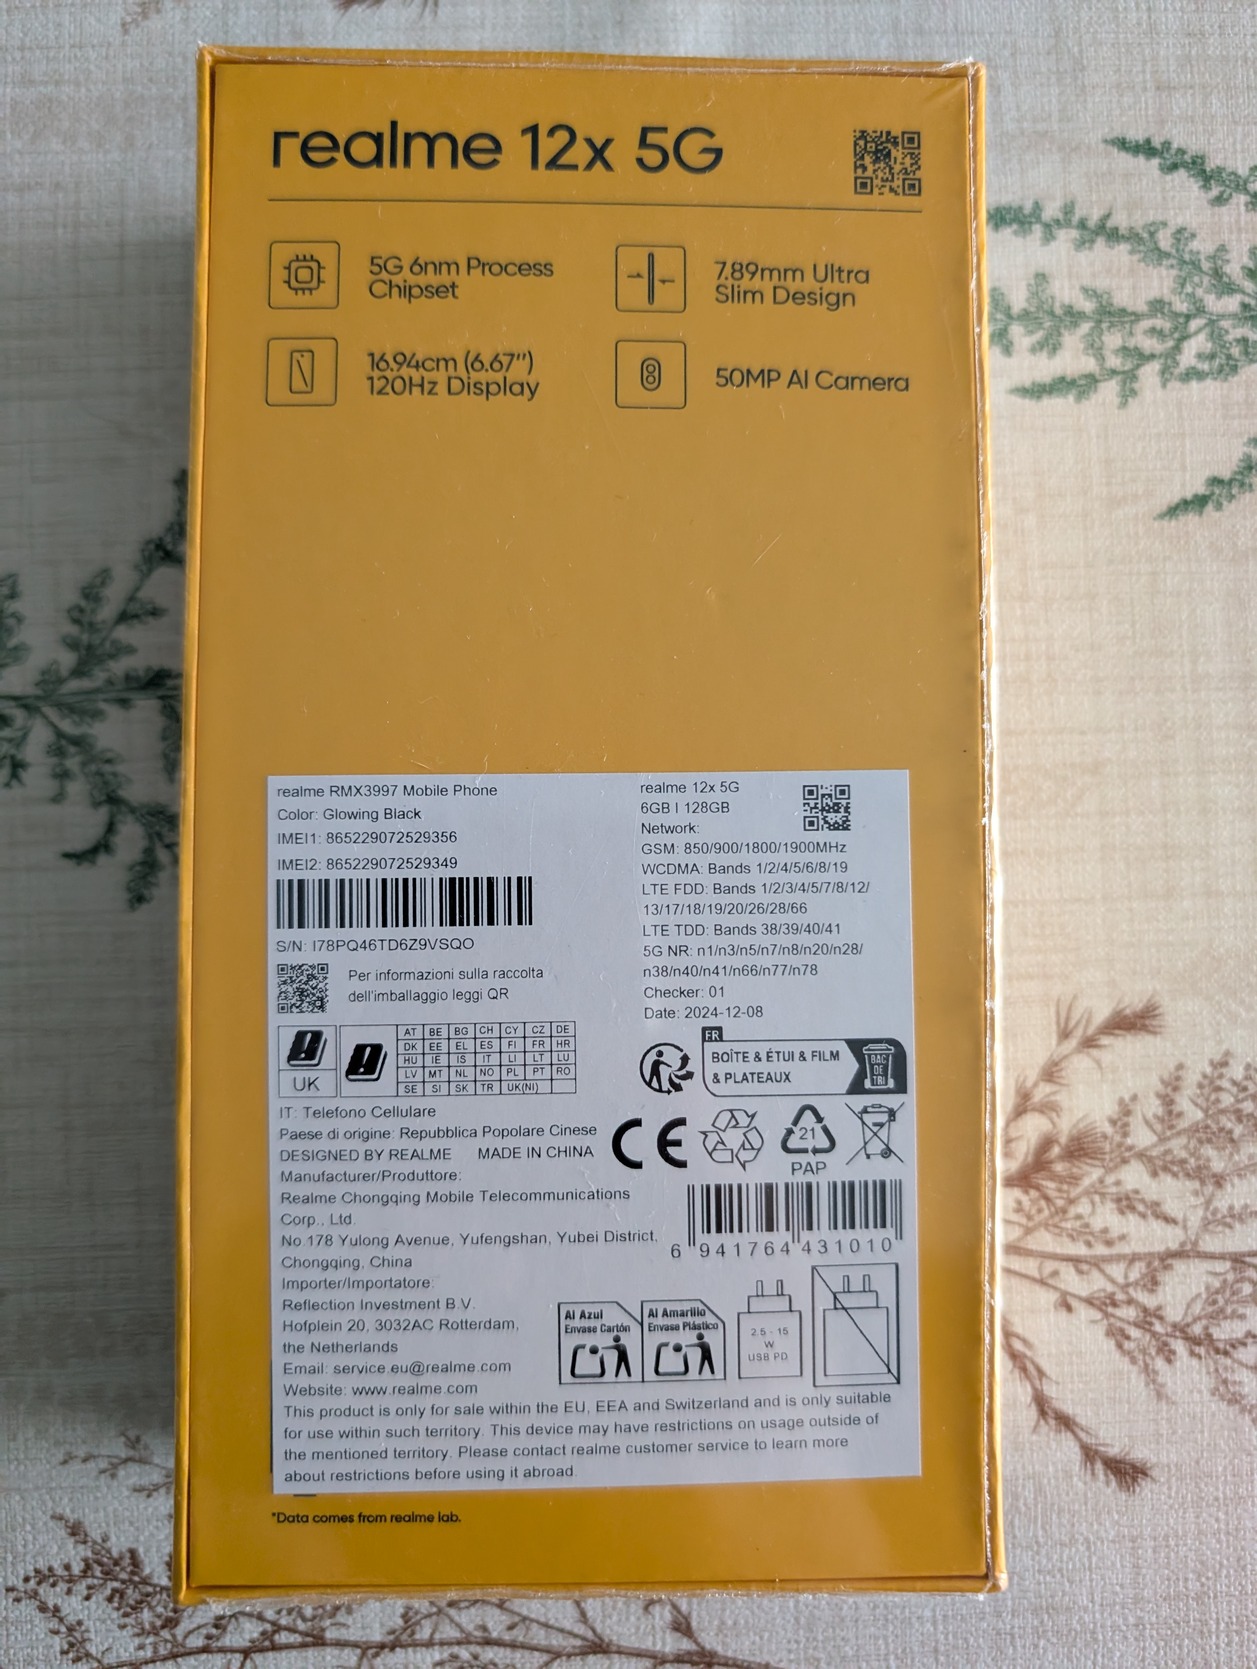 realme 12x 5G
5G 6nm Process
Chipset
7.89mm Ultra
Slim Design
16.94cm (6.67")
120Hz Display
50MP AI Camera
realme RMX3997 Mobile Phone
Color: Glowing Black
IMEI1: 865229072529356
IMEI2: 865229072529349
S/N: I78PQ46TD6Z9VSQO
Per informazioni sulla raccolta
dell'imballaggio leggi QR
realme 12x 5G
6GB | 128GB
Network:
GSM: 850/900/1800/1900MHz
WCDMA: Bands 1/2/4/5/6/8/19
LTE FDD: Bands 1/2/3/4/5/7/8/12/
13/17/18/19/20/26/28/66
LTE TDD: Bands 38/39/40/41
5G NR: n1/n3/n5/n7/n8/n20/n28/
n38/n40/n41/n66/n77/n78
Checker: 01
Date: 2024-12-08
UK
AT BE BG CH CY CZ DE
DK EE EL ES FI FR HR
HU IE IS IT LI LT LU
LV MT NL NO PL PT RO
SE SI SK TR UK(NI)
FR
BOÎTE & ÉTUI & FILM
& PLATEAUX
BAC
DE
TRI
IT: Telefono Cellulare
Paese di origine: Repubblica Popolare Cinese
DESIGNED BY REALME MADE IN CHINA
Manufacturer/Produttore:
Realme Chongqing Mobile Telecommunications
Corp., Ltd.
No.178 Yulong Avenue, Yufengshan, Yubei District,
Chongqing, China
Importer/Importatore:
Reflection Investment B.V.
Hofplein 20, 3032AC Rotterdam,
the Netherlands
Email: service.eu@realme.com
Website: www.realme.com
CE
21
PAP
6 941764 431010
Al Azul
Envase Cartón
Al Amarillo
Envase Plástico
2.5 - 15
W
USB PD
This product is only for sale within the EU, EEA and Switzerland and is only suitable
for use within such territory. This device may have restrictions on usage outside of
the mentioned territory. Please contact realme customer service to learn more
about restrictions before using it abroad.
*Data comes from realme lab.